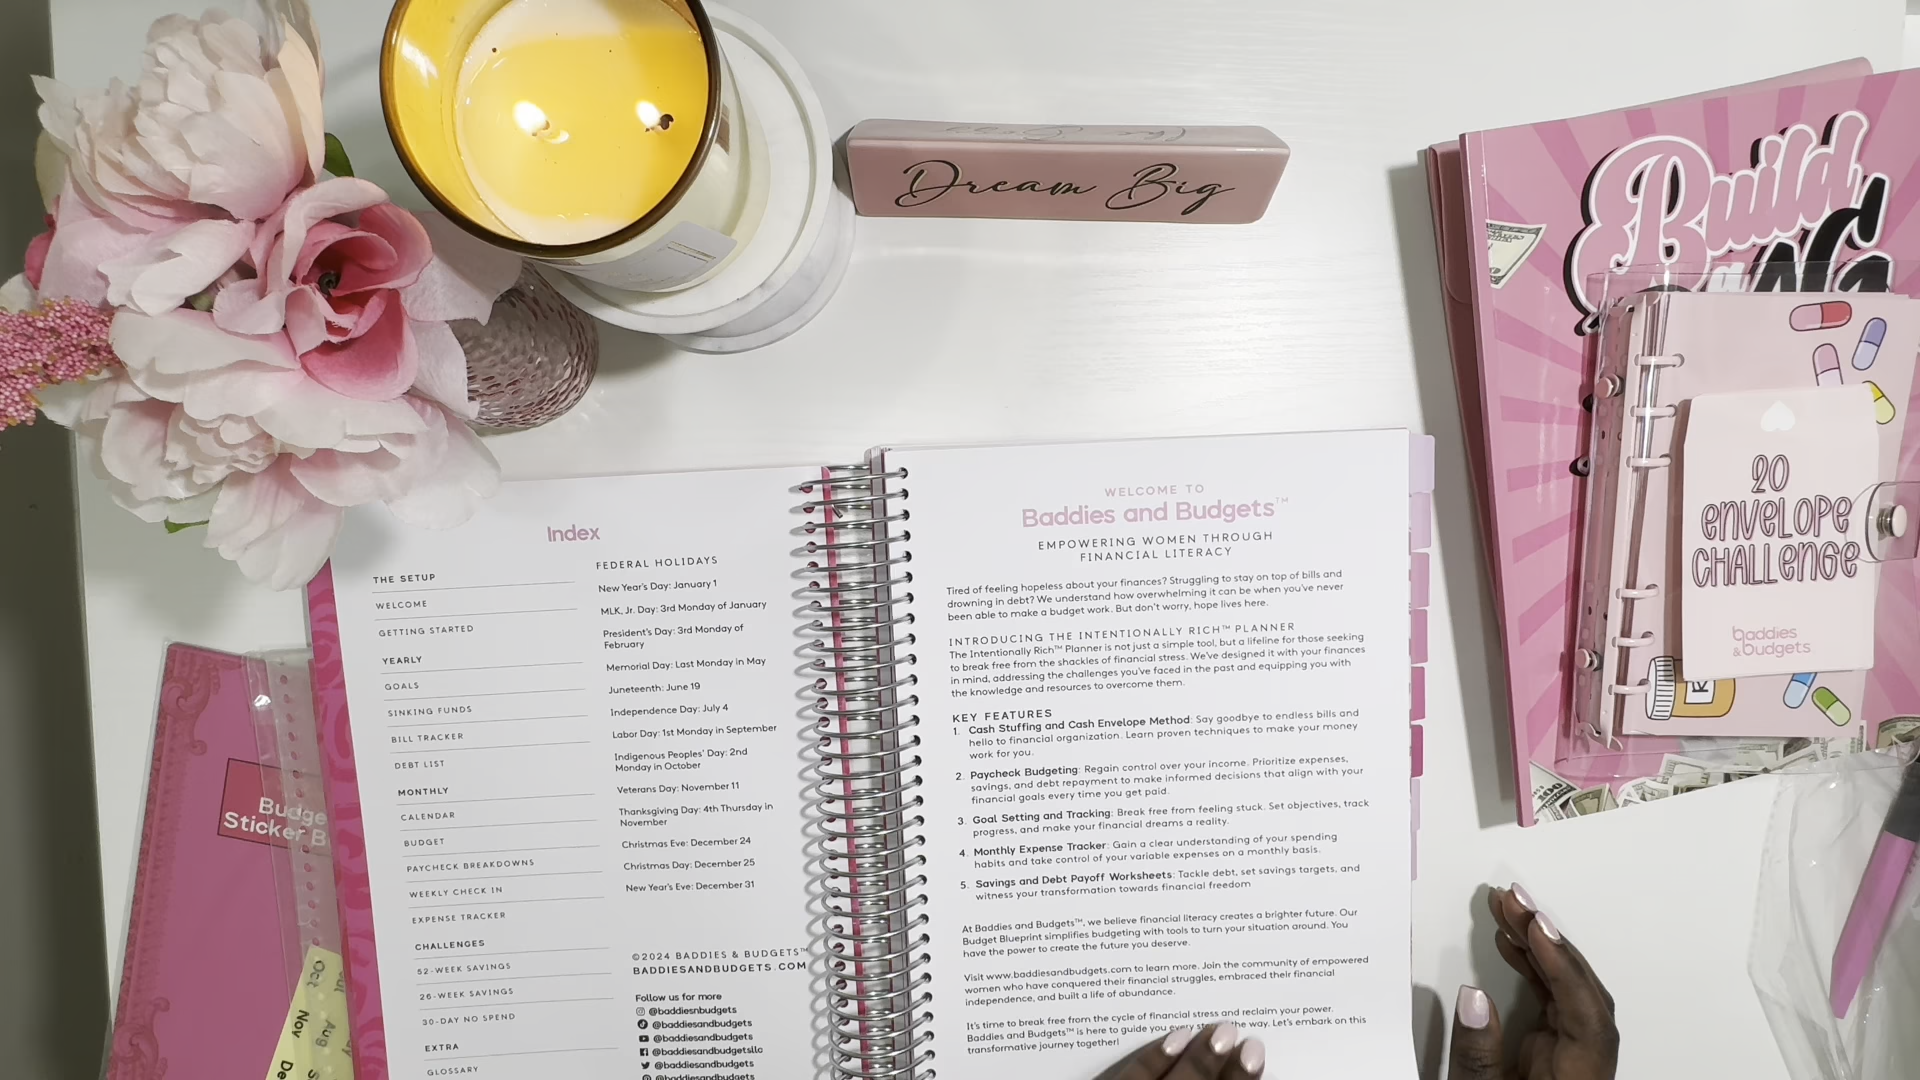 Dream Big
Build
a
20
ENVELOPE
CHALLENGE
baddies
&budgets
Budge
Sticker B
Oct
Nov
De
Aug
Index
THE SETUP
WELCOME
GETTING STARTED
YEARLY
GOALS
SINKING FUNDS
BILL TRACKER
DEBT LIST
MONTHLY
CALENDAR
BUDGET
PAYCHECK BREAKDOWNS
WEEKLY CHECK IN
EXPENSE TRACKER
CHALLENGES
52-WEEK SAVINGS
26-WEEK SAVINGS
30-DAY NO SPEND
EXTRA
GLOSSARY
FEDERAL HOLIDAYS
New Year's Day: January 1
MLK, Jr. Day: 3rd Monday of January
President's Day: 3rd Monday of
February
Memorial Day: Last Monday in May
Juneteenth: June 19
Independence Day: July 4
Labor Day: 1st Monday in September
Indigenous Peoples' Day: 2nd
Monday in October
Veterans Day: November 11
Thanksgiving Day: 4th Thursday in
November
Christmas Eve: December 24
Christmas Day: December 25
New Year's Eve: December 31
©2024 BADDIES & BUDGETS™
BADDIESANDBUDGETS.COM
Follow us for more
@baddiesnbudgets
@baddiesandbudgets
@baddiesandbudgets
@baddiesandbudgetsllc
@baddiesandbudgets
@baddiesandbudgets
WELCOME TO
Baddies and Budgets™
EMPOWERING WOMEN THROUGH
FINANCIAL LITERACY
Tired of feeling hopeless about your finances? Struggling to stay on top of bills and
drowning in debt? We understand how overwhelming it can be when you've never
been able to make a budget work. But don't worry, hope lives here.
INTRODUCING THE INTENTIONALLY RICH™ PLANNER
The Intentionally Rich™ Planner is not just a simple tool, but a lifeline for those seeking
to break free from the shackles of financial stress. We've designed it with your finances
in mind, addressing the challenges you've faced in the past and equipping you with
the knowledge and resources to overcome them.
KEY FEATURES
1. Cash Stuffing and Cash Envelope Method: Say goodbye to endless bills and
hello to financial organization. Learn proven techniques to make your money
work for you.
2. Paycheck Budgeting: Regain control over your income. Prioritize expenses,
savings, and debt repayment to make informed decisions that align with your
financial goals every time you get paid.
3. Goal Setting and Tracking: Break free from feeling stuck. Set objectives, track
progress, and make your financial dreams a reality.
4. Monthly Expense Tracker: Gain a clear understanding of your spending
habits and take control of your variable expenses on a monthly basis.
5. Savings and Debt Payoff Worksheets: Tackle debt, set savings targets, and
witness your transformation towards financial freedom
At Baddies and Budgets™, we believe financial literacy creates a brighter future. Our
Budget Blueprint simplifies budgeting with tools to turn your situation around. You
have the power to create the future you deserve.
Visit www.baddiesandbudgets.com to learn more. Join the community of empowered
women who have conquered their financial struggles, embraced their financial
independence, and built a life of abundance.
It's time to break free from the cycle of financial stress and reclaim your power.
Baddies and Budgets™ is here to guide you every the way. Let's embark on this
transformative journey together!